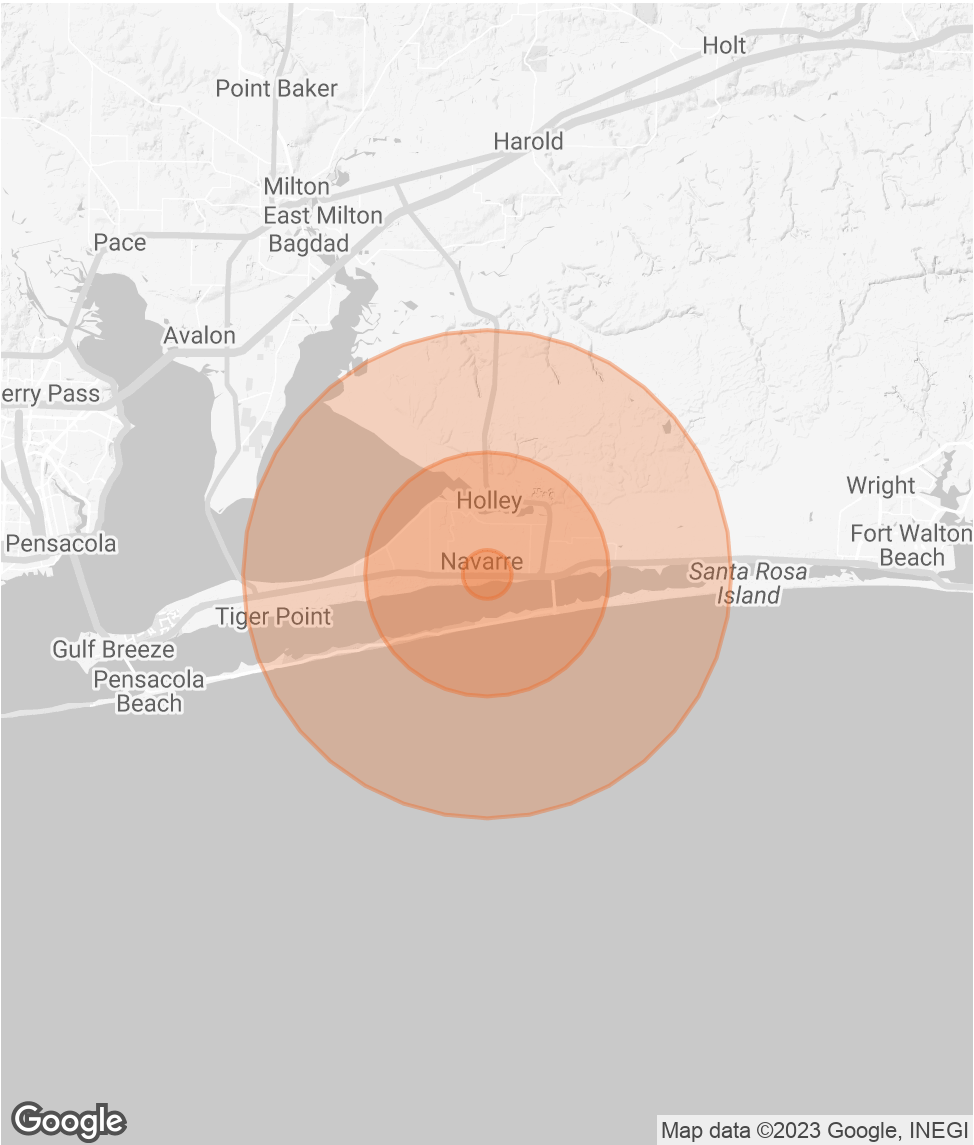 Holt
Point Baker
Harold
Milton
East Milton
Bagdad
Pace
Avalon
erry Pass
Wright
Holley
Fort Walton
Beach
Pensacola
Navarre
Santa Rosa
Island
Tiger Point
Gulf Breeze
Pensacola
Beach
Google
Map data ©2023 Google, INEGI